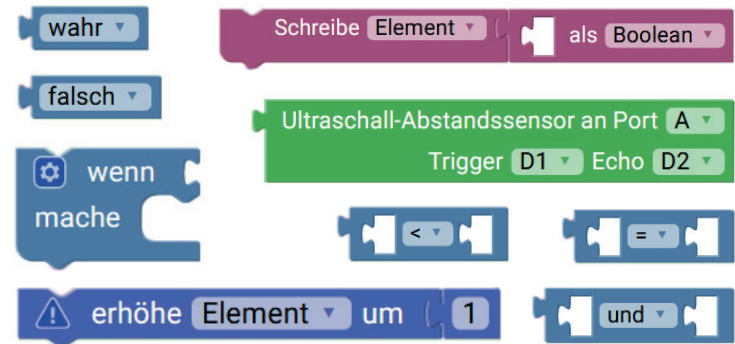 wahr
Schreibe Element als Boolean
falsch
Ultraschall-Abstandssensor an Port A
Trigger D1 Echo D2
wenn
mache
<
=
erhöhe Element um 1
und